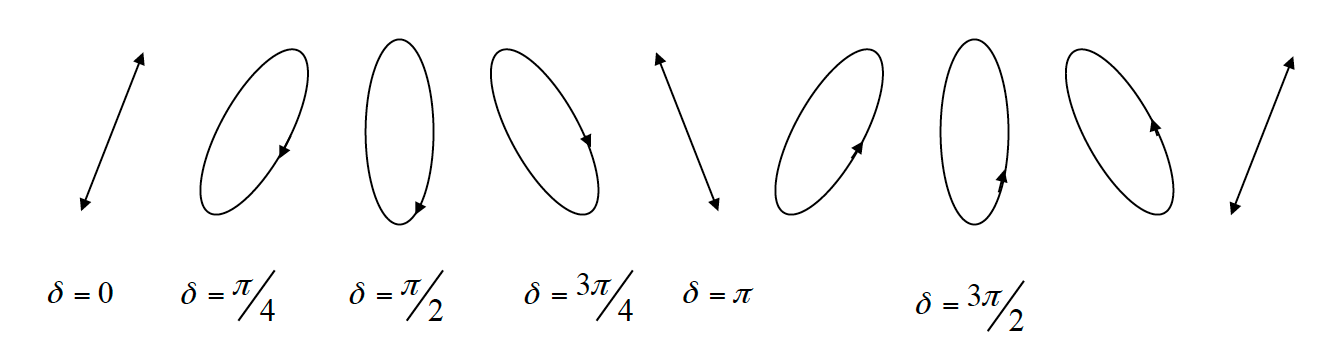 δ = 0 δ = π/4 δ = π/2 δ = 3π/4 δ = π δ = 3π/2